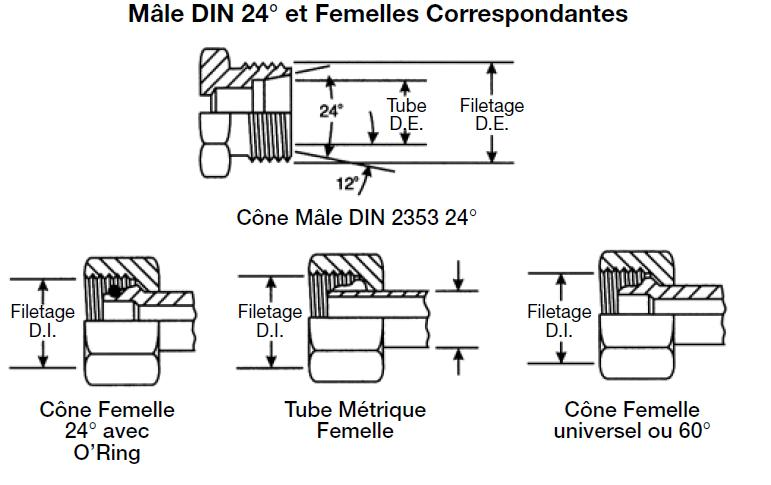 Mâle DIN 24° et Femelles Correspondantes
24°
Tube
D.E.
Filetage
D.E.
12°
Cône Mâle DIN 2353 24°
Filetage
D.I.
Filetage
D.I.
Filetage
D.I.
Cône Femelle
24° avec
O'Ring
Tube Métrique
Femelle
Cône Femelle
universel ou 60°